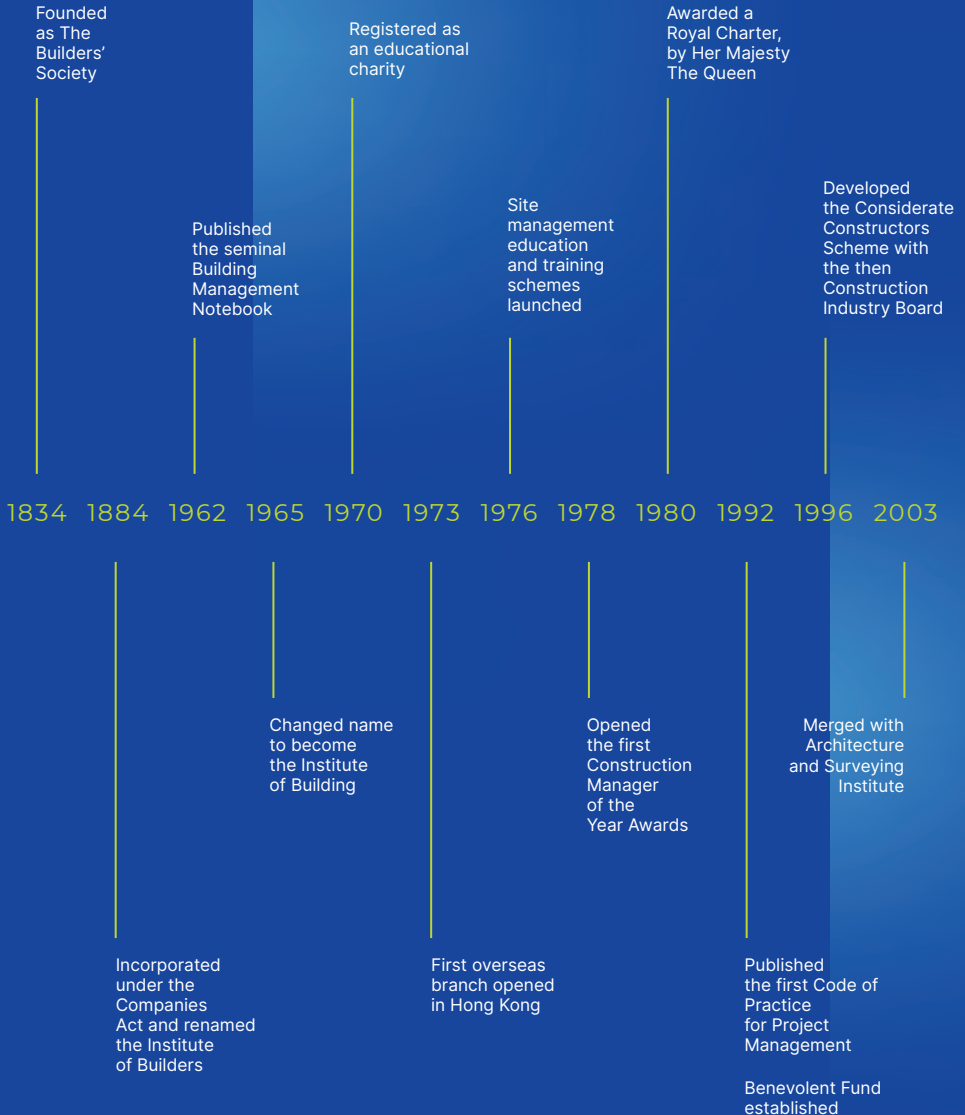 Founded
as The
Builders’
Society
Registered as
an educational
charity
Awarded a
Royal Charter,
by Her Majesty
The Queen
Published
the seminal
Building
Management
Notebook
Site
management
education
and training
schemes
launched
Developed
the Considerate
Constructors
Scheme with
the then
Construction
Industry Board
1834 1884 1962 1965 1970 1973 1976 1978 1980 1992 1996 2003
Changed name
to become
the Institute
of Building
Opened
the first
Construction
Manager
of the
Year Awards
Merged with
Architecture
and Surveying
Institute
Incorporated
under the
Companies
Act and renamed
the Institute
of Builders
First overseas
branch opened
in Hong Kong
Published
the first Code of
Practice
for Project
Management
Benevolent Fund
established